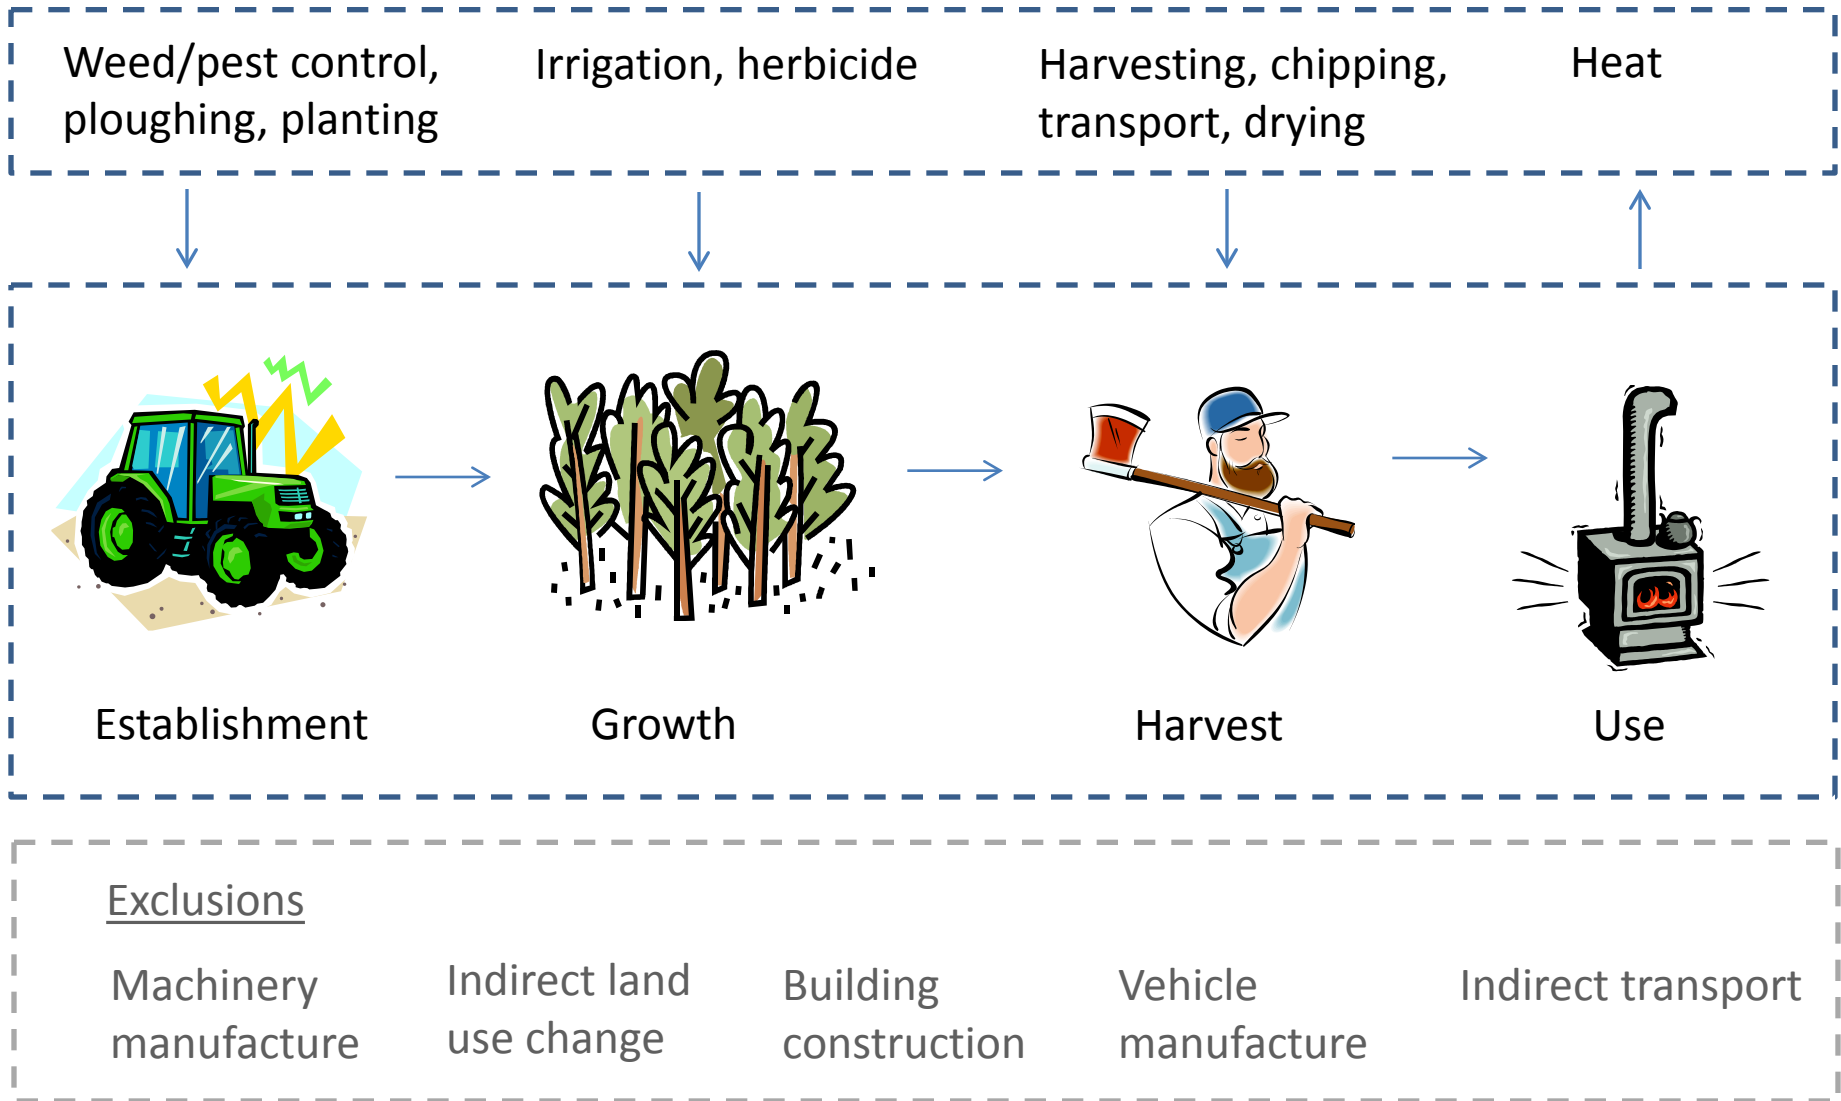 Weed/pest control,
ploughing, planting
Irrigation, herbicide
Harvesting, chipping,
transport, drying
Heat
Establishment
Growth
Harvest
Use
Exclusions
Machinery
manufacture
Indirect land
use change
Building
construction
Vehicle
manufacture
Indirect transport